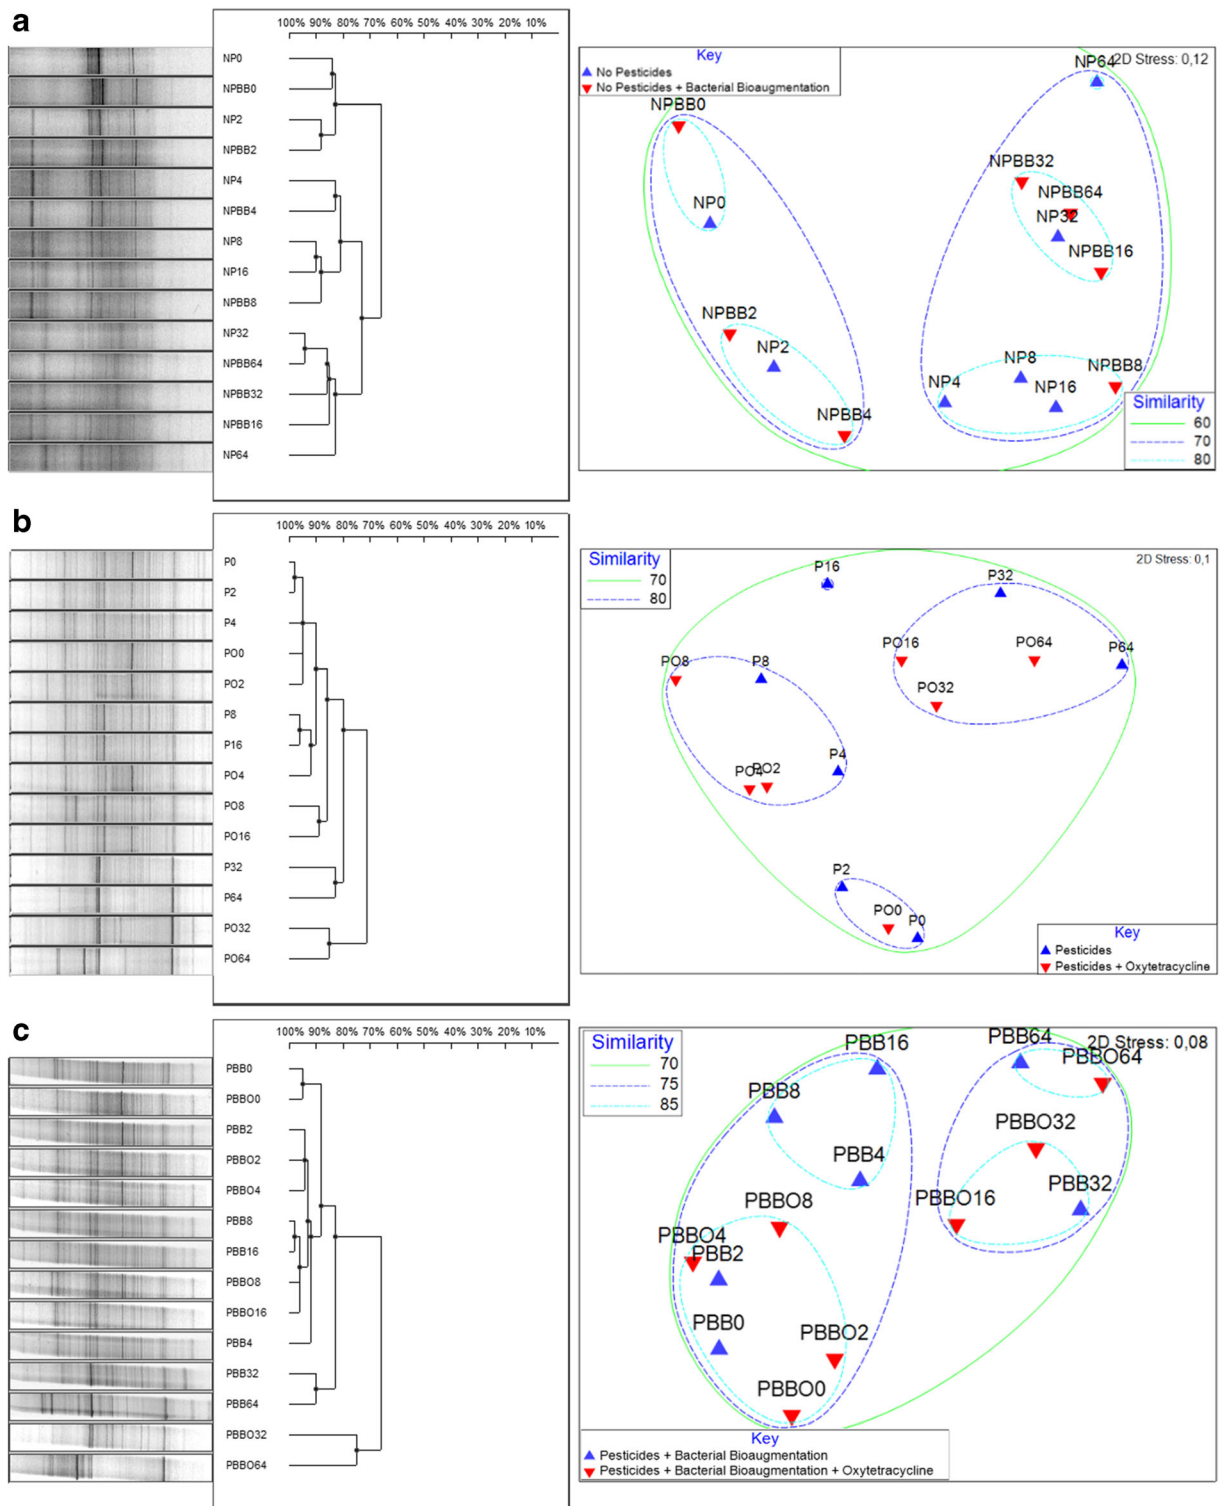 a
100% 90% 80% 70% 60% 50% 40% 30% 20% 10%
NP0
NPBB0
NP2
NPBB2
NP4
NPBB4
NP8
NP16
NPBB8
NP32
NPBB64
NPBB32
NPBB16
NP64
Key
No Pesticides
No Pesticides + Bacterial Bioaugmentation
2D Stress: 0,12
NP64
NPBB0
NPBB32
NPBB64
NP0
NP32
NPBB16
NPBB2
NP2
NP8
NPBB8
NP4
NP16
NPBB4
Similarity
60
70
80
b
100% 90% 80% 70% 60% 50% 40% 30% 20% 10%
P0
P2
P4
PO0
PO2
P8
P16
PO4
PO8
PO16
P32
P64
PO32
PO64
Similarity
70
80
2D Stress: 0,1
P16
P32
PO16
PO64
P64
PO8
P8
PO32
P4
PO4
PO2
P2
PO0
P0
Key
Pesticides
Pesticides + Oxytetracycline
c
100% 90% 80% 70% 60% 50% 40% 30% 20% 10%
PBB0
PBBO0
PBB2
PBBO2
PBBO4
PBB8
PBB16
PBBO8
PBBO16
PBB4
PBB32
PBB64
PBBO32
PBBO64
Similarity
70
75
85
2D Stress: 0,08
PBB16
PBB64
PBBO64
PBB8
PBBO32
PBB4
PBB32
PBBO16
PBBO8
PBBO4
PBB2
PBB0
PBBO2
PBBO0
Key
Pesticides + Bacterial Bioaugmentation
Pesticides + Bacterial Bioaugmentation + Oxytetracycline